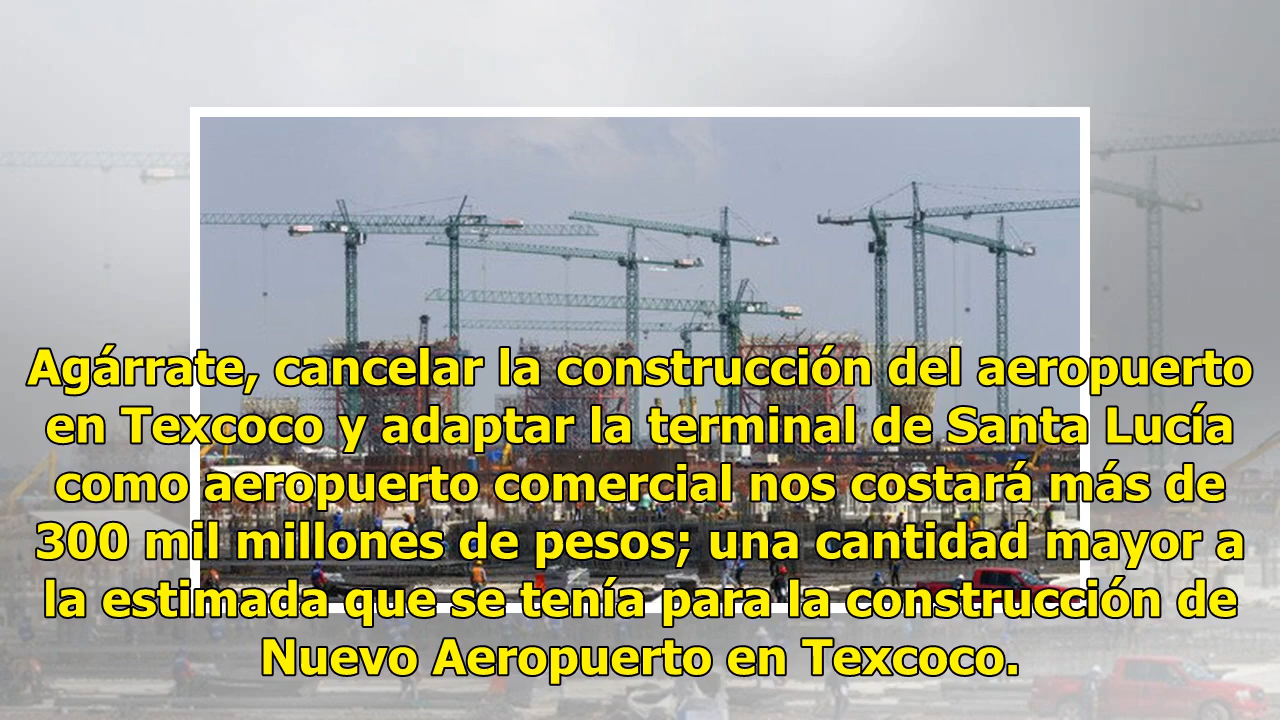 Agárrate, cancelar la construcción del aeropuerto
en Texcoco y adaptar la terminal de Santa Lucía
como aeropuerto comercial nos costará más de
300 mil millones de pesos; una cantidad mayor a
la estimada que se tenía para la construcción de
Nuevo Aeropuerto en Texcoco.